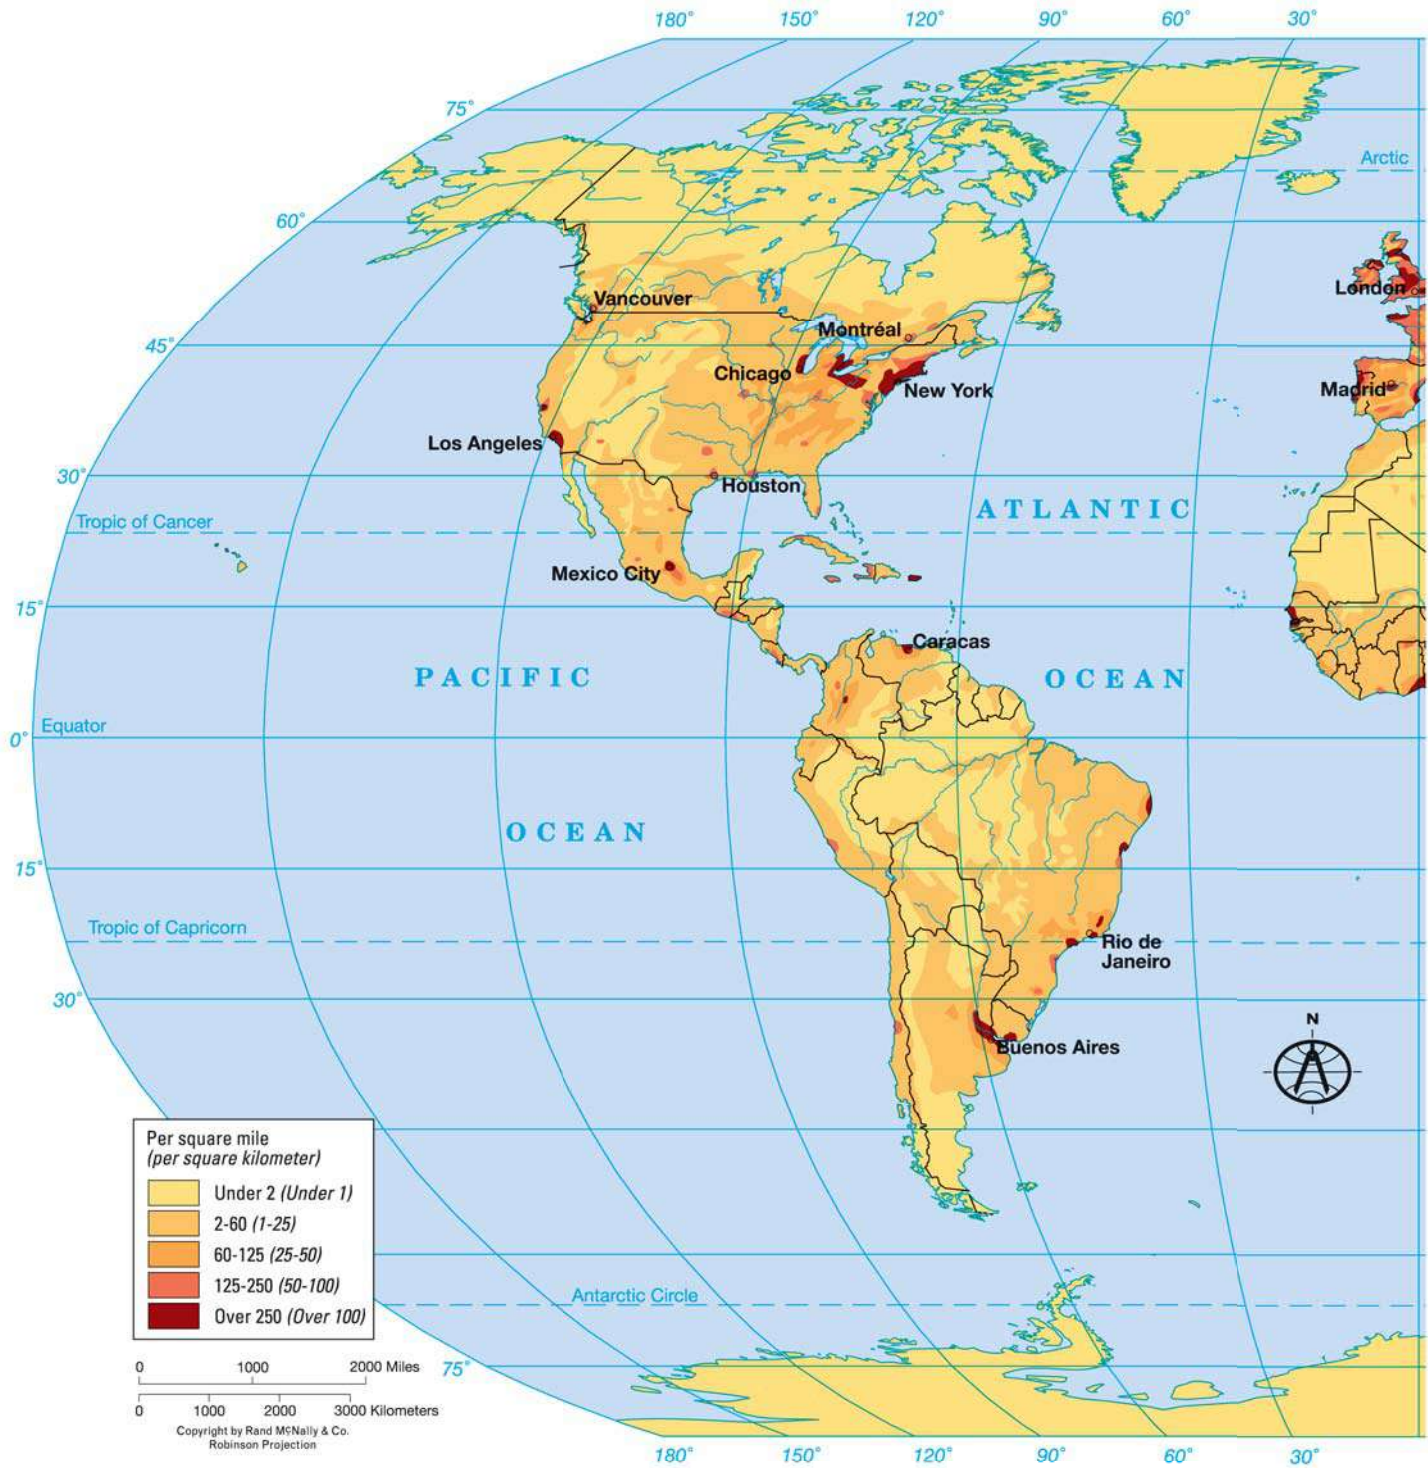 180° 150° 120° 90° 60° 30°
75°
Arctic
60°
London
Vancouver
Montréal
45°
Chicago
New York
Madrid
Los Angeles
30°
Houston
ATLANTIC
Tropic of Cancer
Mexico City
15°
Caracas
PACIFIC
OCEAN
Equator
0°
OCEAN
15°
Tropic of Capricorn
Rio de
Janeiro
30°
N
Buenos Aires
Per square mile
(per square kilometer)
Under 2 (Under 1)
2-60 (1-25)
60-125 (25-50)
125-250 (50-100)
Over 250 (Over 100)
Antarctic Circle
0 1000 2000 Miles
75°
0 1000 2000 3000 Kilometers
Copyright by Rand McNally & Co.
Robinson Projection
180° 150° 120° 90° 60° 30°